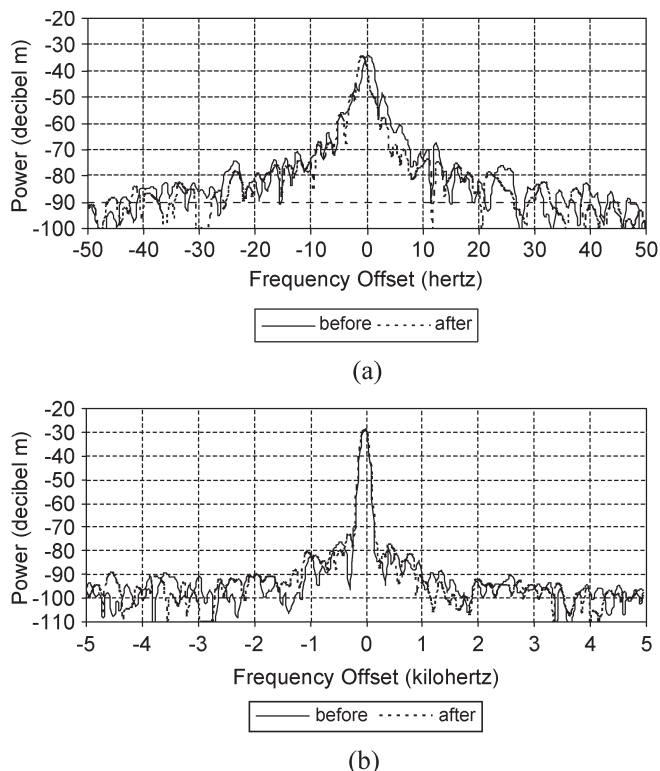 Power (decibel m)
-20
-30
-40
-50
-60
-70
-80
-90
-100
-50 -40 -30 -20 -10 0 10 20 30 40 50
Frequency Offset (hertz)
before after
(a)
Power (decibel m)
-20
-30
-40
-50
-60
-70
-80
-90
-100
-110
-5 -4 -3 -2 -1 0 1 2 3 4 5
Frequency Offset (kilohertz)
before after
(b)